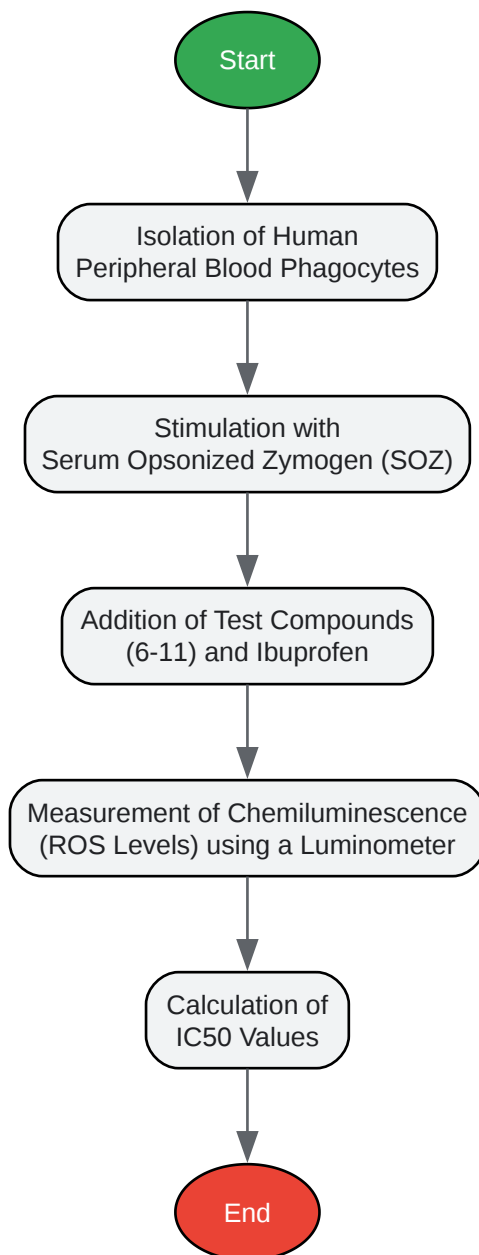 Start
Isolation of Human
Peripheral Blood Phagocytes
Stimulation with
Serum Opsonized Zymogen (SOZ)
Addition of Test Compounds
(6-11) and Ibuprofen
Measurement of Chemiluminescence
(ROS Levels) using a Luminometer
Calculation of
IC50 Values
End